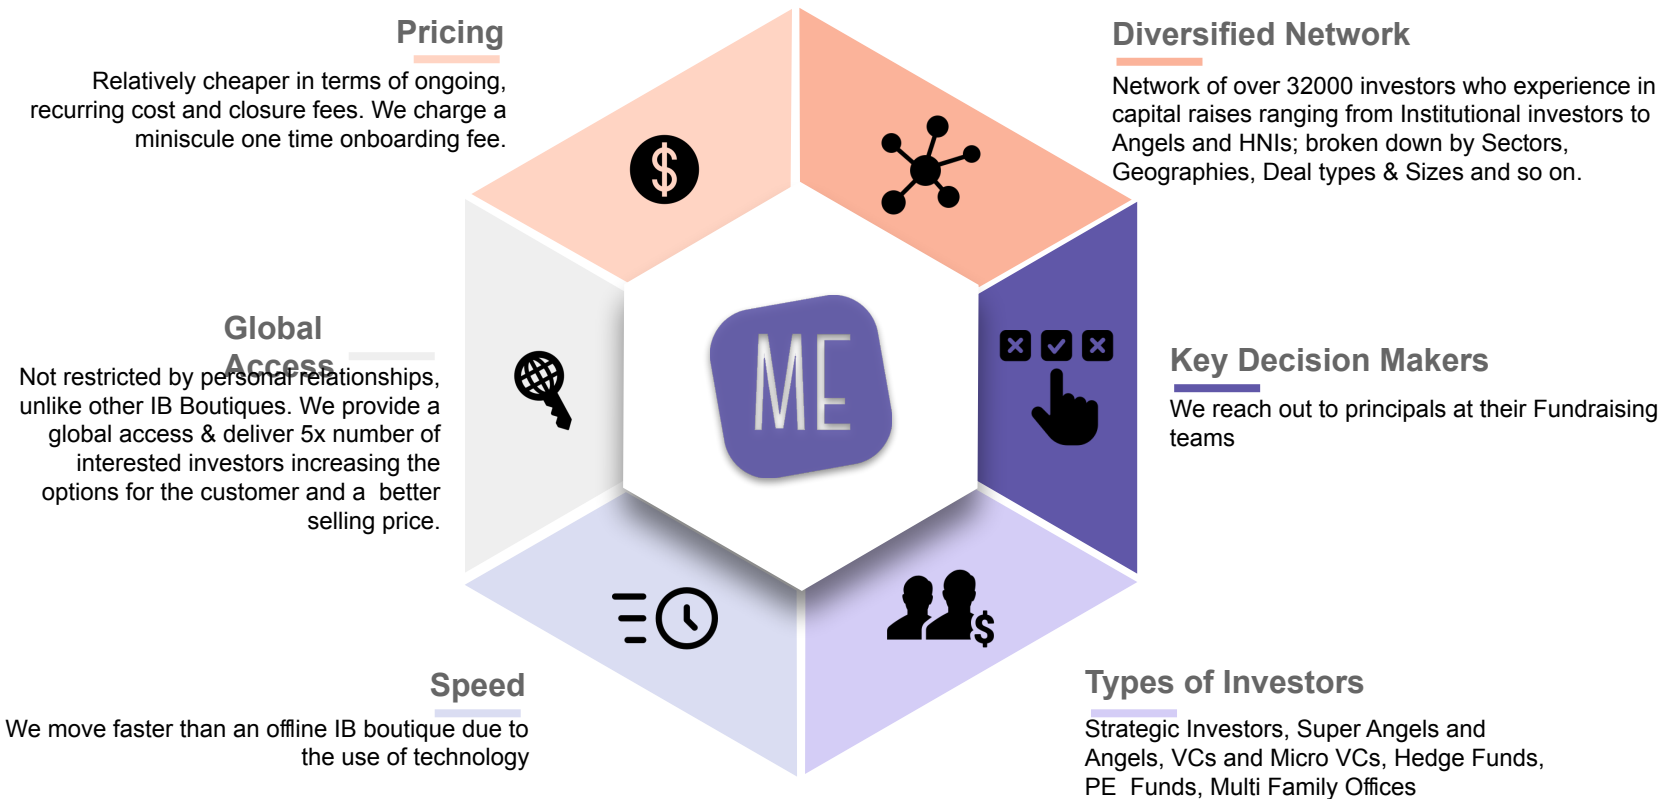 Pricing
Relatively cheaper in terms of ongoing,
recurring cost and closure fees. We charge a
miniscule one time onboarding fee.
Diversified Network
Network of over 32000 investors who experience in
capital raises ranging from Institutional investors to
Angels and HNIs; broken down by Sectors,
Geographies, Deal types & Sizes and so on.
Global
Access
Not restricted by personal relationships,
unlike other IB Boutiques. We provide a
global access & deliver 5x number of
interested investors increasing the
options for the customer and a  better
selling price.
ME
Key Decision Makers
We reach out to principals at their Fundraising
teams
Speed
We move faster than an offline IB boutique due to
the use of technology
Types of Investors
Strategic Investors, Super Angels and
Angels, VCs and Micro VCs, Hedge Funds,
PE  Funds, Multi Family Offices